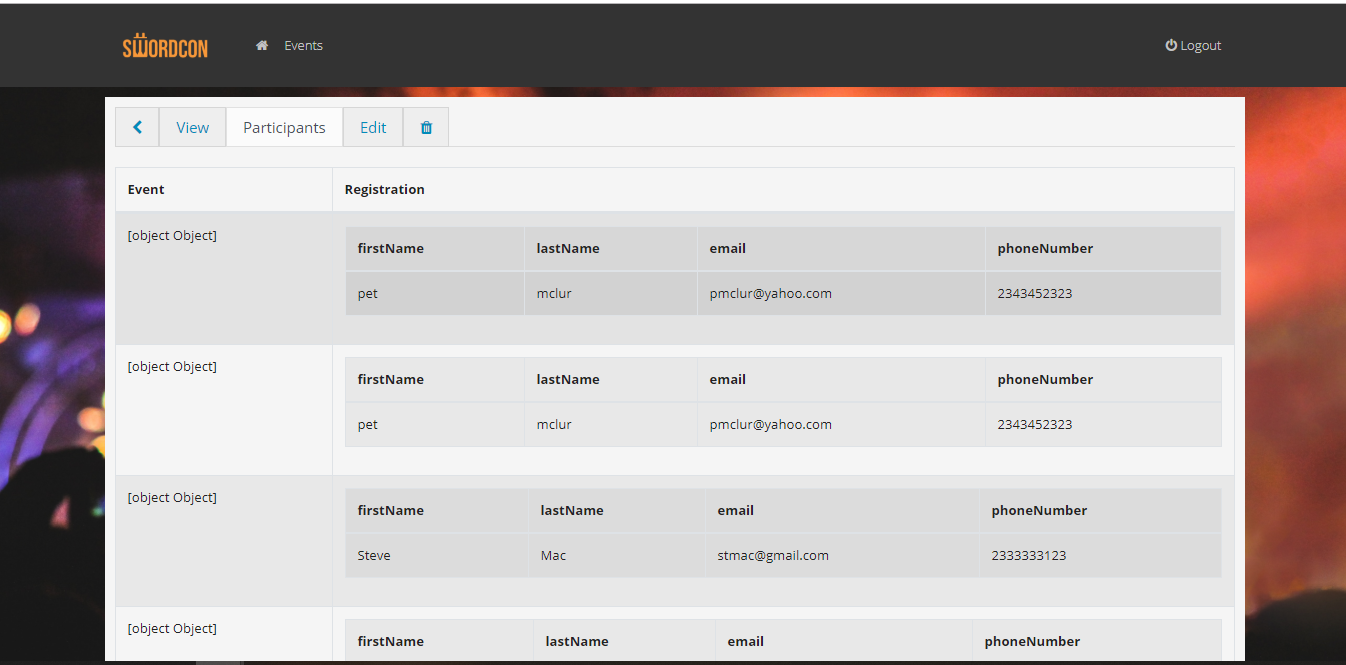 SWORDCON Events Logout
View Participants Edit
Event Registration
[object Object] firstName lastName email phoneNumber
pet mclur pmclur@yahoo.com 2343452323
[object Object] firstName lastName email phoneNumber
pet mclur pmclur@yahoo.com 2343452323
[object Object] firstName lastName email phoneNumber
Steve Mac stmac@gmail.com 2333333123
[object Object] firstName lastName email phoneNumber